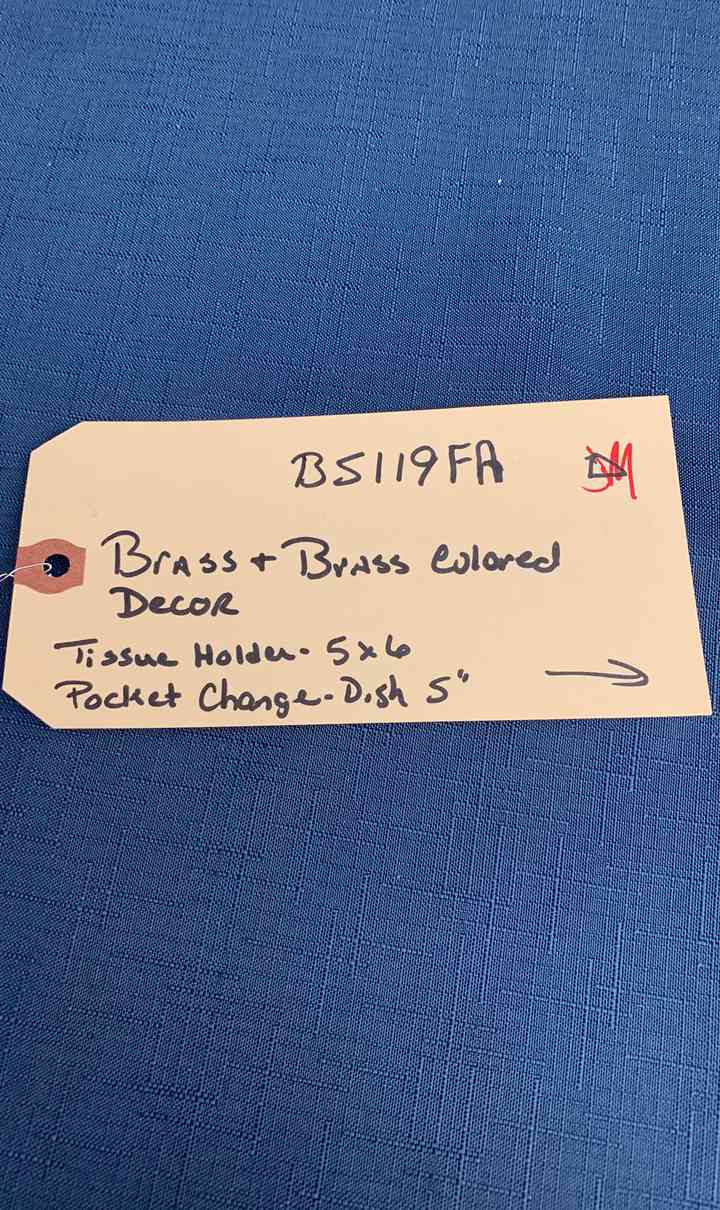 BS119FA
Brass + Brass Colored
Decor
Tissue Holder - 5x6
Pocket Change - Dish 5"